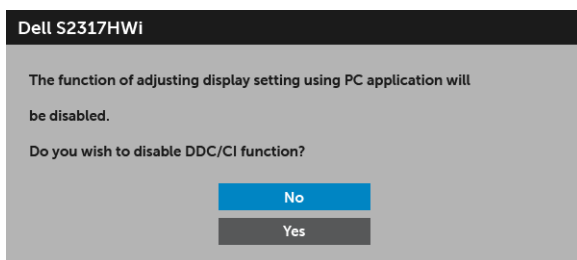 Dell S2317HWi
The function of adjusting display setting using PC application will
be disabled.
Do you wish to disable DDC/CI function?
No
Yes